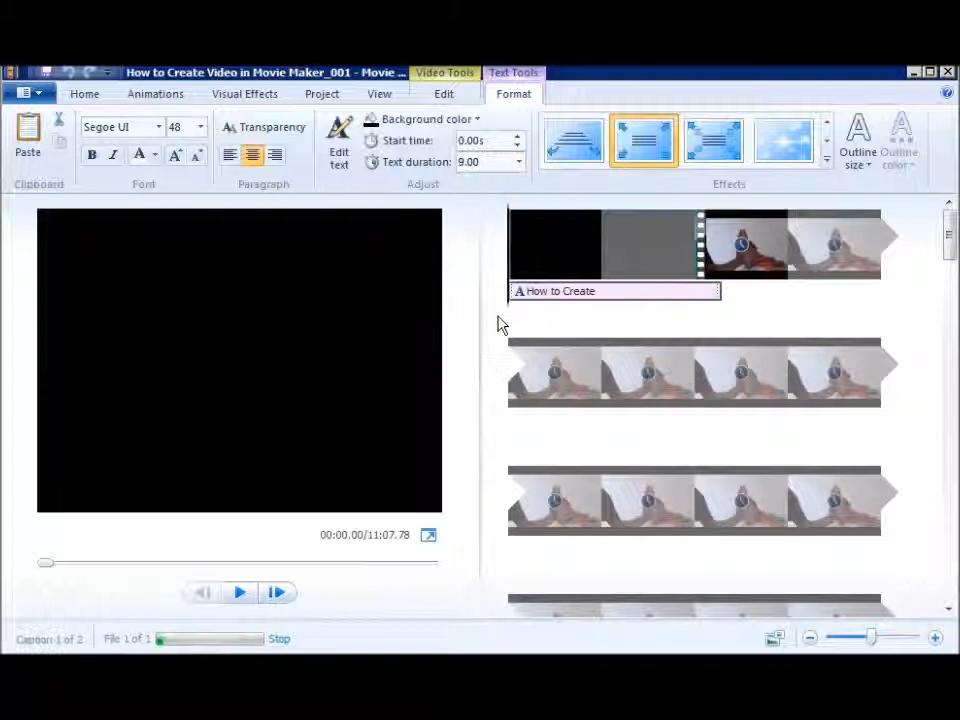 How to Create Video in Movie Maker_001 - Movie ...
Video Tools
Text Tools
Home
Animations
Visual Effects
Project
View
Edit
Format
Paste
Clipboard
Segoe UI
48
B I A A A
Font
Transparency
Paragraph
Edit
text
Background color
Start time: 0.00s
Text duration: 9.00
Adjust
Effects
Outline
size
Outline
color
A How to Create
00:00.00/11:07.78
Caption 1 of 2
File 1 of 1
Stop